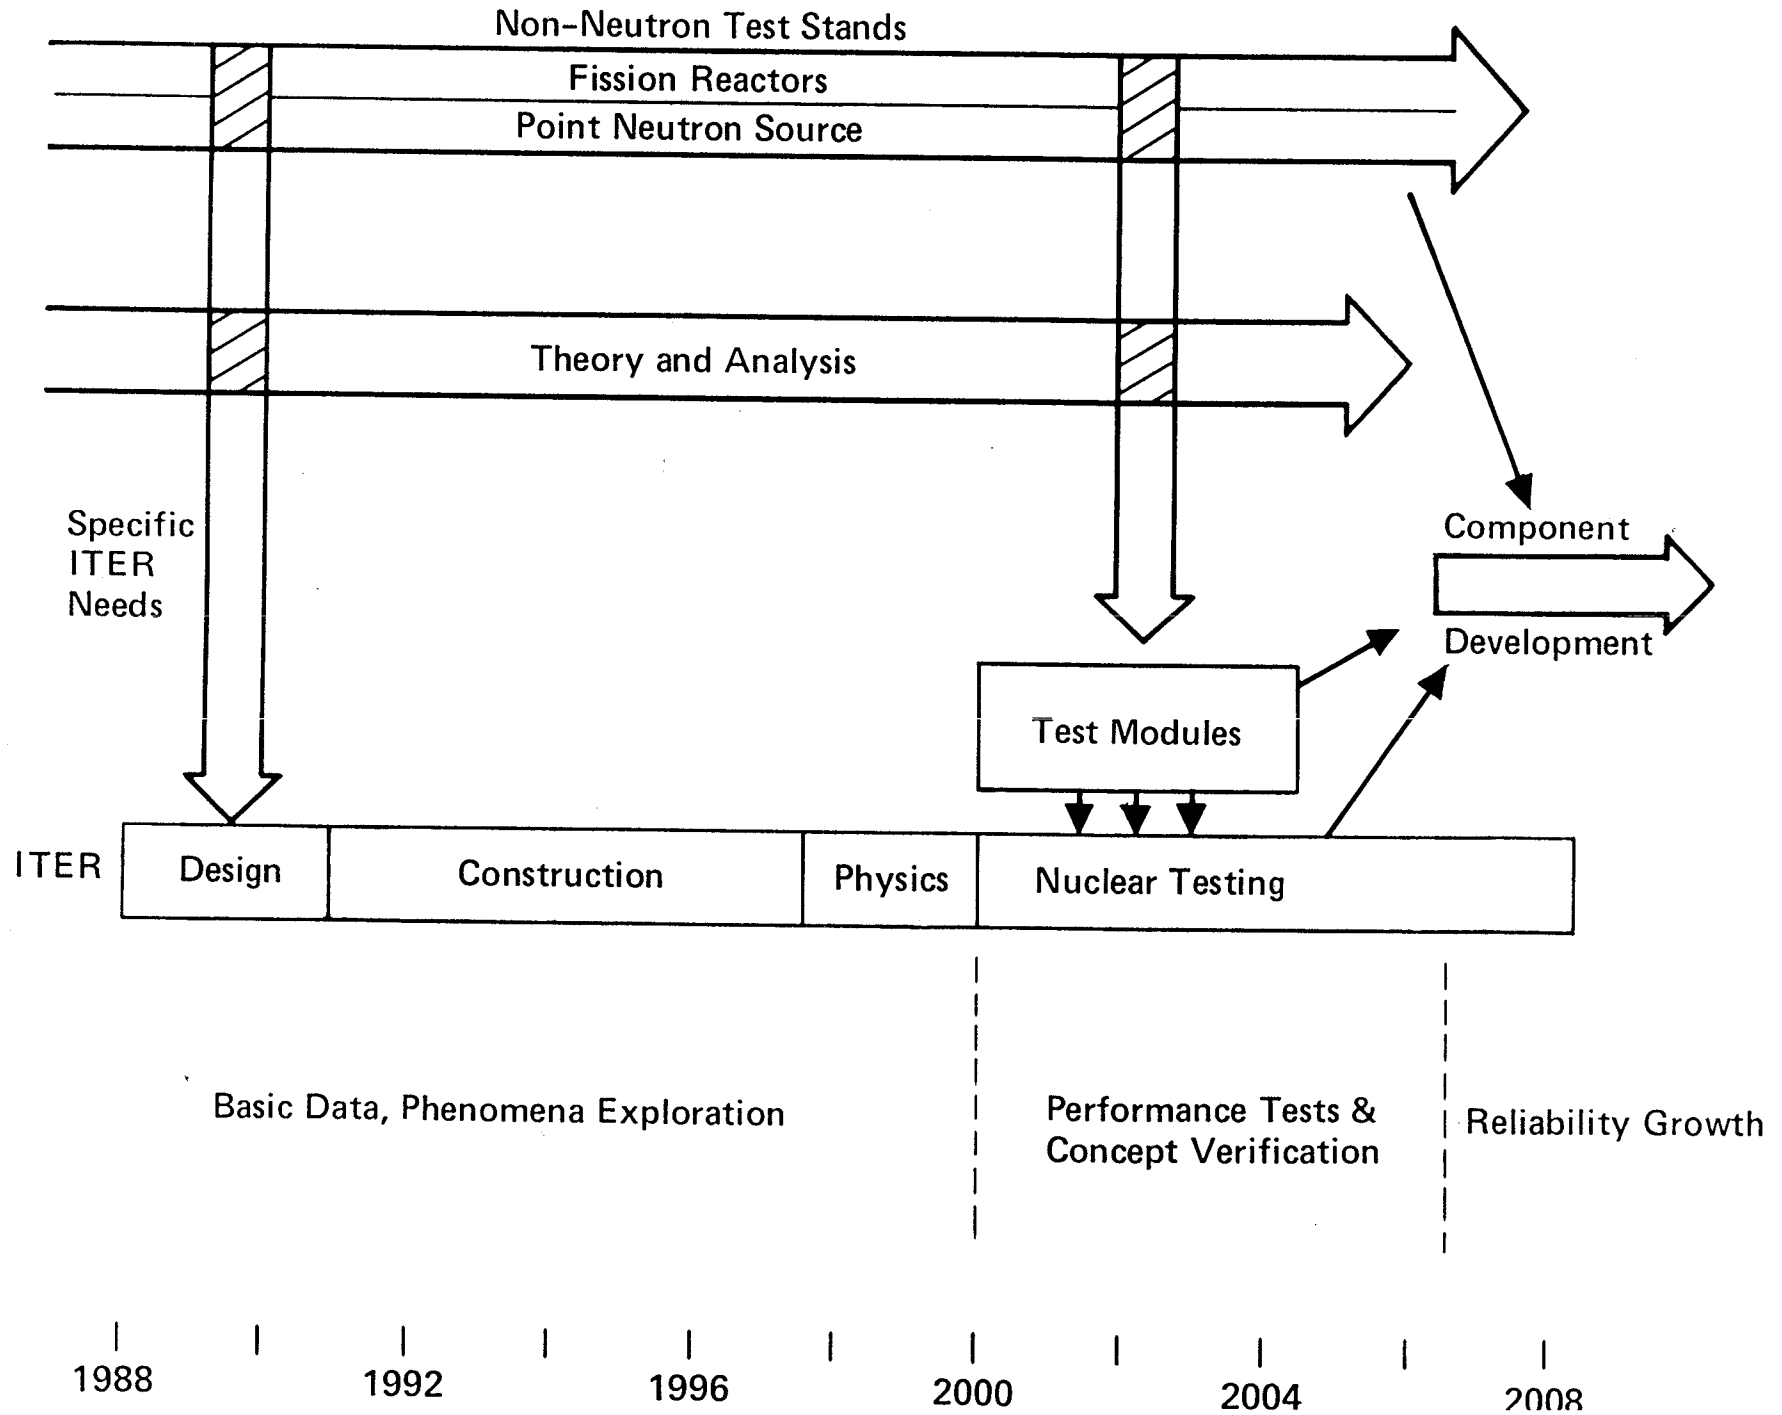 Non-Neutron Test Stands
Fission Reactors
Point Neutron Source
Theory and Analysis
Specific
ITER
Needs
Component
Development
Test Modules
ITER
Design
Construction
Physics
Nuclear Testing
Basic Data, Phenomena Exploration
Performance Tests &
Concept Verification
Reliability Growth
1988
1992
1996
2000
2004
2008